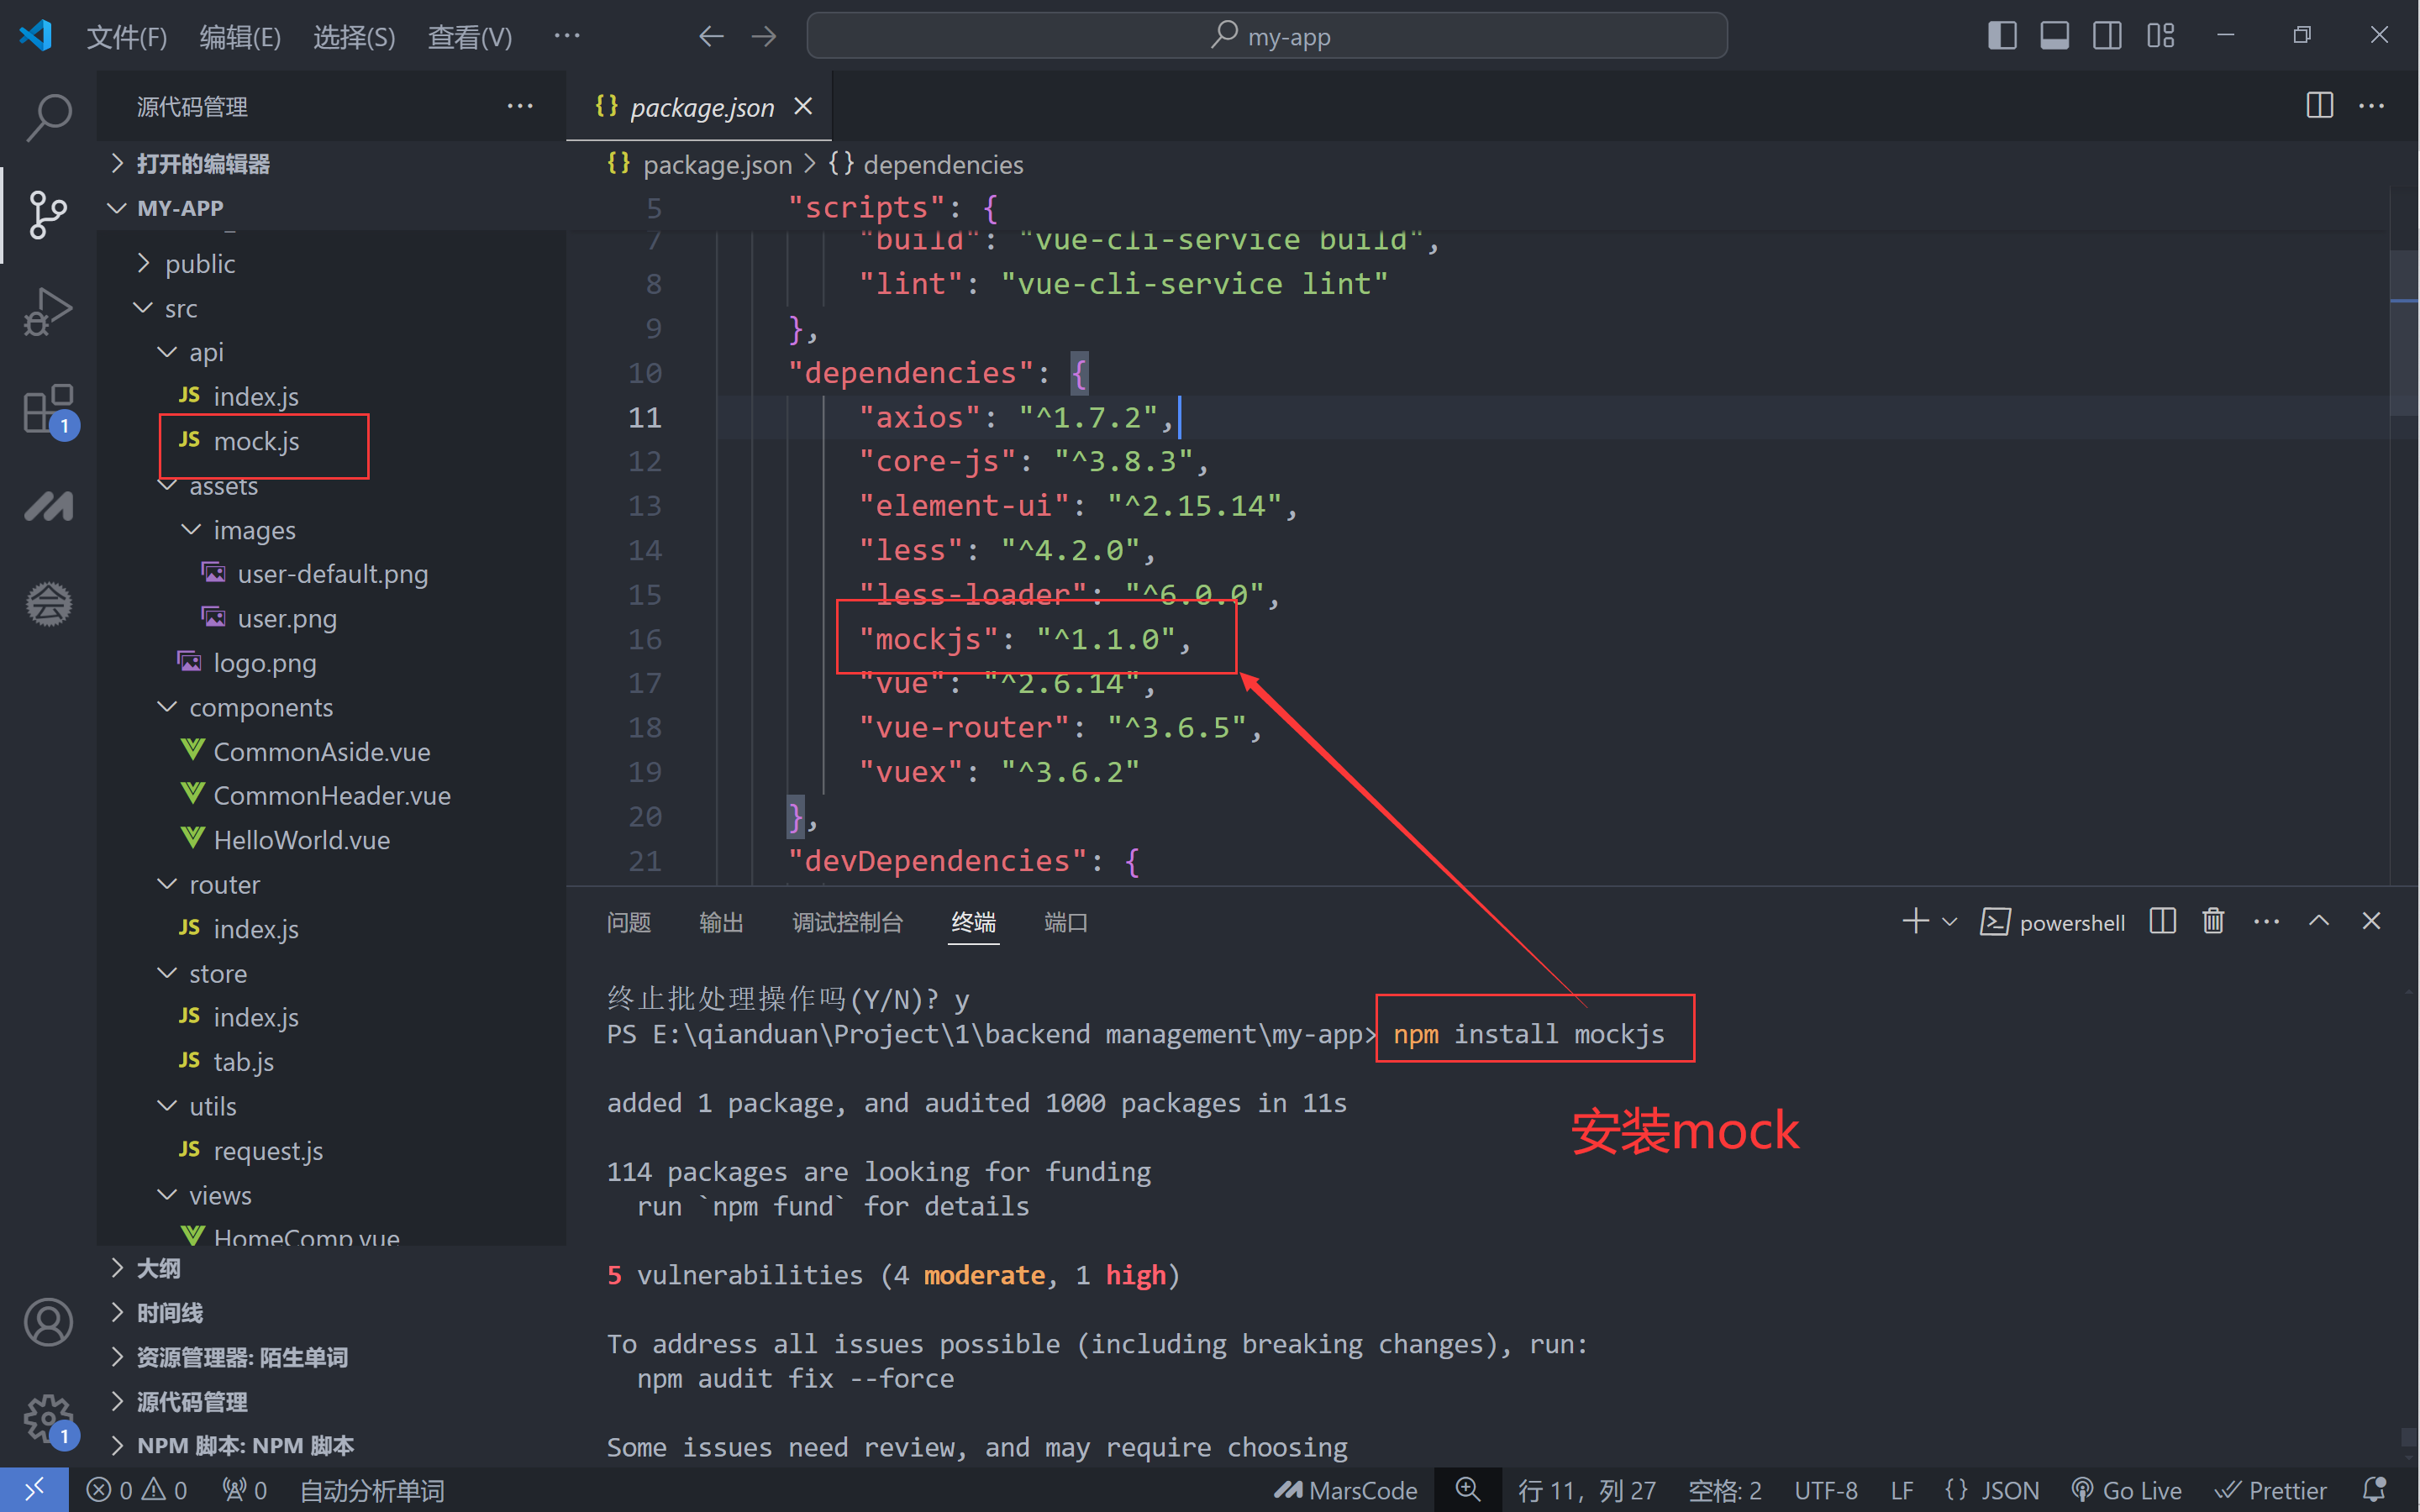 文件(F) 编辑(E) 选择(S) 查看(V) ··· my-app
源代码管理 ···
打开的编辑器
MY-APP
public
src
api
JS index.js
JS mock.js
assets
images
user-default.png
user.png
logo.png
components
CommonAside.vue
CommonHeader.vue
HelloWorld.vue
router
JS index.js
store
JS index.js
JS tab.js
utils
JS request.js
views
HomeComp.vue
大纲
时间线
资源管理器: 陌生单词
源代码管理
NPM 脚本: NPM 脚本
1
会
1
{} package.json
{} package.json > {} dependencies
5 "scripts": {
7 "build": "vue-cli-service build",
8 "lint": "vue-cli-service lint"
9 },
10 "dependencies": {
11 "axios": "^1.7.2",
12 "core-js": "^3.8.3",
13 "element-ui": "^2.15.14",
14 "less": "^4.2.0",
15 "less-loader": "^6.0.0",
16 "mockjs": "^1.1.0",
17 "vue": "^2.6.14",
18 "vue-router": "^3.6.5",
19 "vuex": "^3.6.2"
20 },
21 "devDependencies": {
问题 输出 调试控制台 终端 端口 powershell
终止批处理操作吗(Y/N)? y
PS E:\qianduan\Project\1\backend management\my-app> npm install mockjs
added 1 package, and audited 1000 packages in 11s
安装mock
114 packages are looking for funding
run `npm fund` for details
5 vulnerabilities (4 moderate, 1 high)
To address all issues possible (including breaking changes), run:
npm audit fix --force
Some issues need review, and may require choosing
0 0 0 自动分析单词 MarsCode 行 11，列 27 空格: 2 UTF-8 LF {} JSON Go Live Prettier